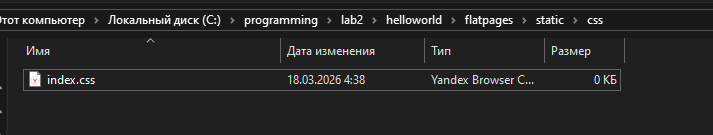 Этот компьютер > Локальный диск (C:) > programming > lab2 > helloworld > flatpages > static > css
Имя Дата изменения Тип Размер
index.css 18.03.2026 4:38 Yandex Browser C... 0 КБ